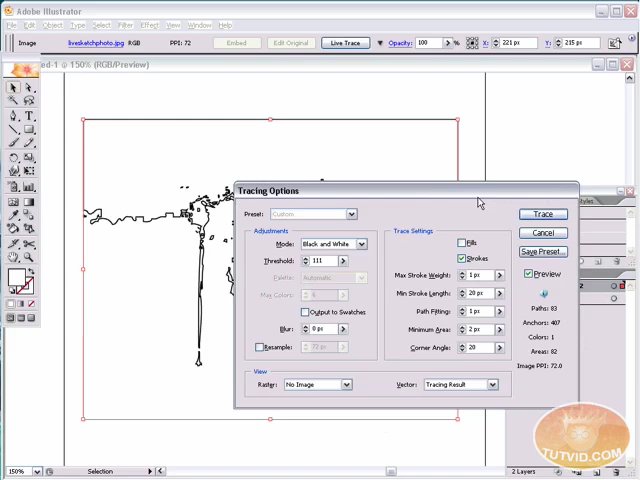 Adobe Illustrator
File Edit Object Type Select Filter Effect View Window Help
Image livesketchphoto.jpg RGB PPI: 72 Embed Edit Original Live Trace Opacity: 100 % X: 221 px Y: 215 px
ed-1 @ 150% (RGB/Preview)
Tracing Options
Styles
Preset: Custom
Trace
Adjustments
Trace Settings
Cancel
Mode: Black and White
Fills
Save Preset...
Threshold: 111
Strokes
Palette: Automatic
Max Stroke Weight: 1 px
Preview
Max Colors: 6
Min Stroke Length: 20 px
Output to Swatches
Path Fitting: 1 px
Paths: 83
Blur: 0 px
Minimum Area: 2 px
Anchors: 407
Resample: 72 px
Corner Angle: 20
Colors: 1
Areas: 82
View
Image PPI: 72.0
Raster: No Image
Vector: Tracing Result
TUTVID.COM
150% Selection
2 Layers